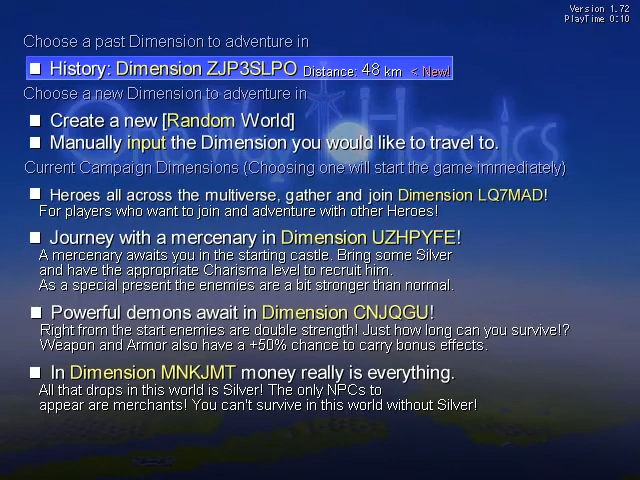 Version 1.72
PlayTime 0:10
Choose a past Dimension to adventure in
History: Dimension ZJP3SLPO Distance: 48 km < New!
Choose a new Dimension to adventure in
One Way Heroics
Create a new [Random World]
Manually input the Dimension you would like to travel to.
Current Campaign Dimensions (Choosing one will start the game immediately)
Heroes all across the multiverse, gather and join Dimension LQ7MAD!
For players who want to join and adventure with other Heroes!
Journey with a mercenary in Dimension UZHPYFE!
A mercenary awaits you in the starting castle. Bring some Silver
and have the appropriate Charisma level to recruit him.
As a special present the enemies are a bit stronger than normal.
Powerful demons await in Dimension CNJQGU!
Right from the start enemies are double strength! Just how long can you survive!?
Weapon and Armor also have a +50% chance to carry bonus effects.
In Dimension MNKJMT money really is everything.
All that drops in this world is Silver! The only NPCs to
appear are merchants! You can't survive in this world without Silver!